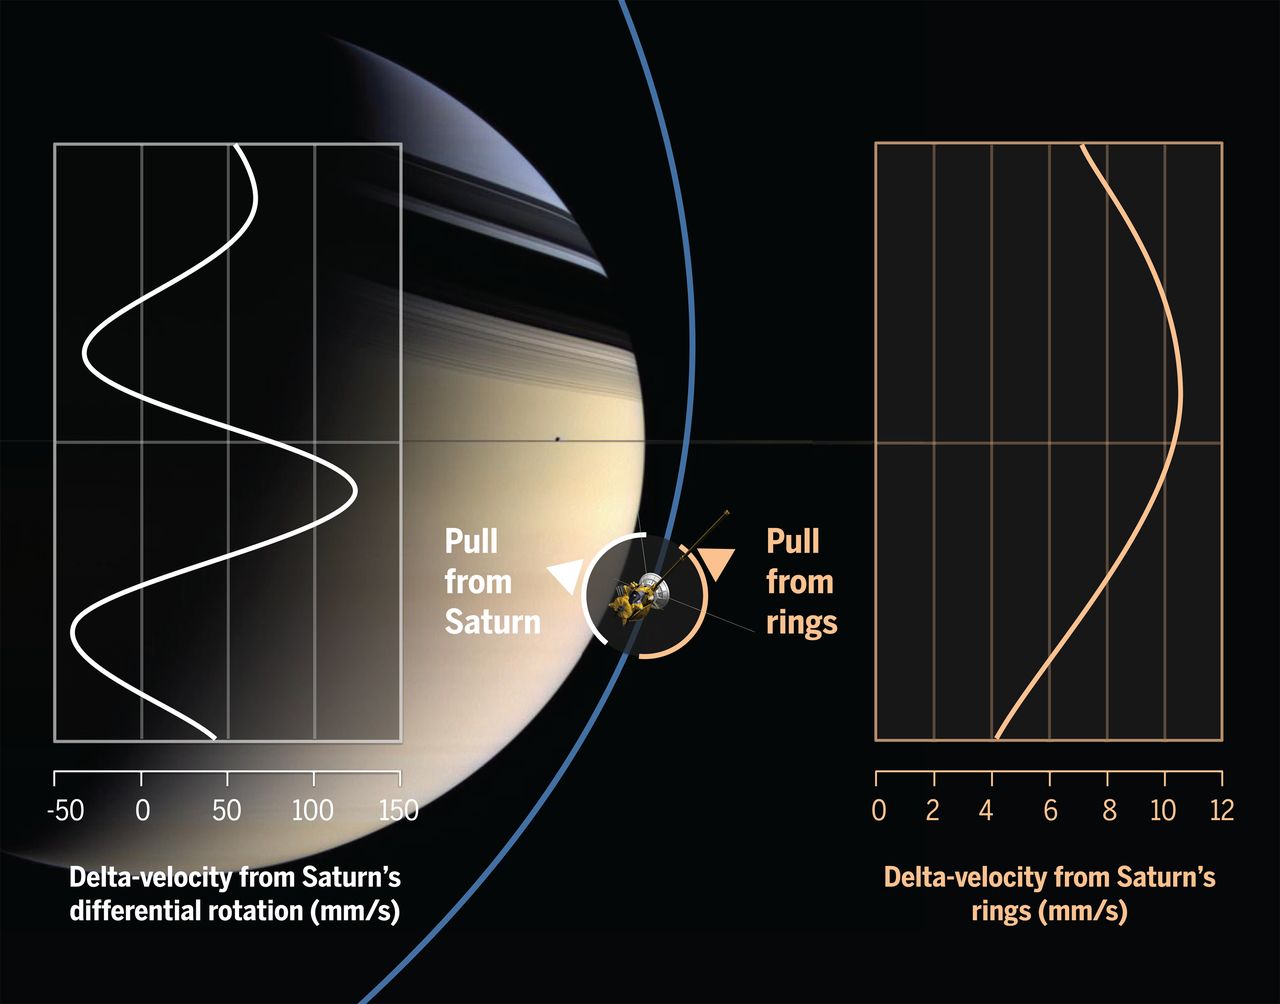 Pull
from
Saturn
Pull
from
rings
-50 0 50 100 150
0 2 4 6 8 10 12
Delta-velocity from Saturn’s
differential rotation (mm/s)
Delta-velocity from Saturn’s
rings (mm/s)